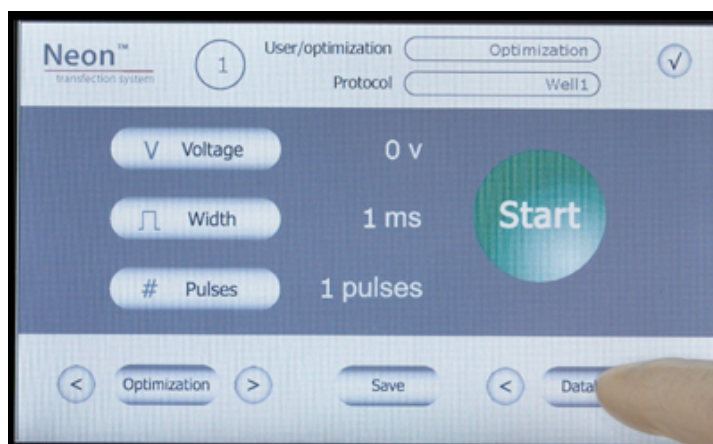 Neon™
transfection system
1
User/optimization
Optimization
Protocol
Well1
√
V Voltage 0 v
Width 1 ms
# Pulses 1 pulses
Start
< Optimization >
Save
<